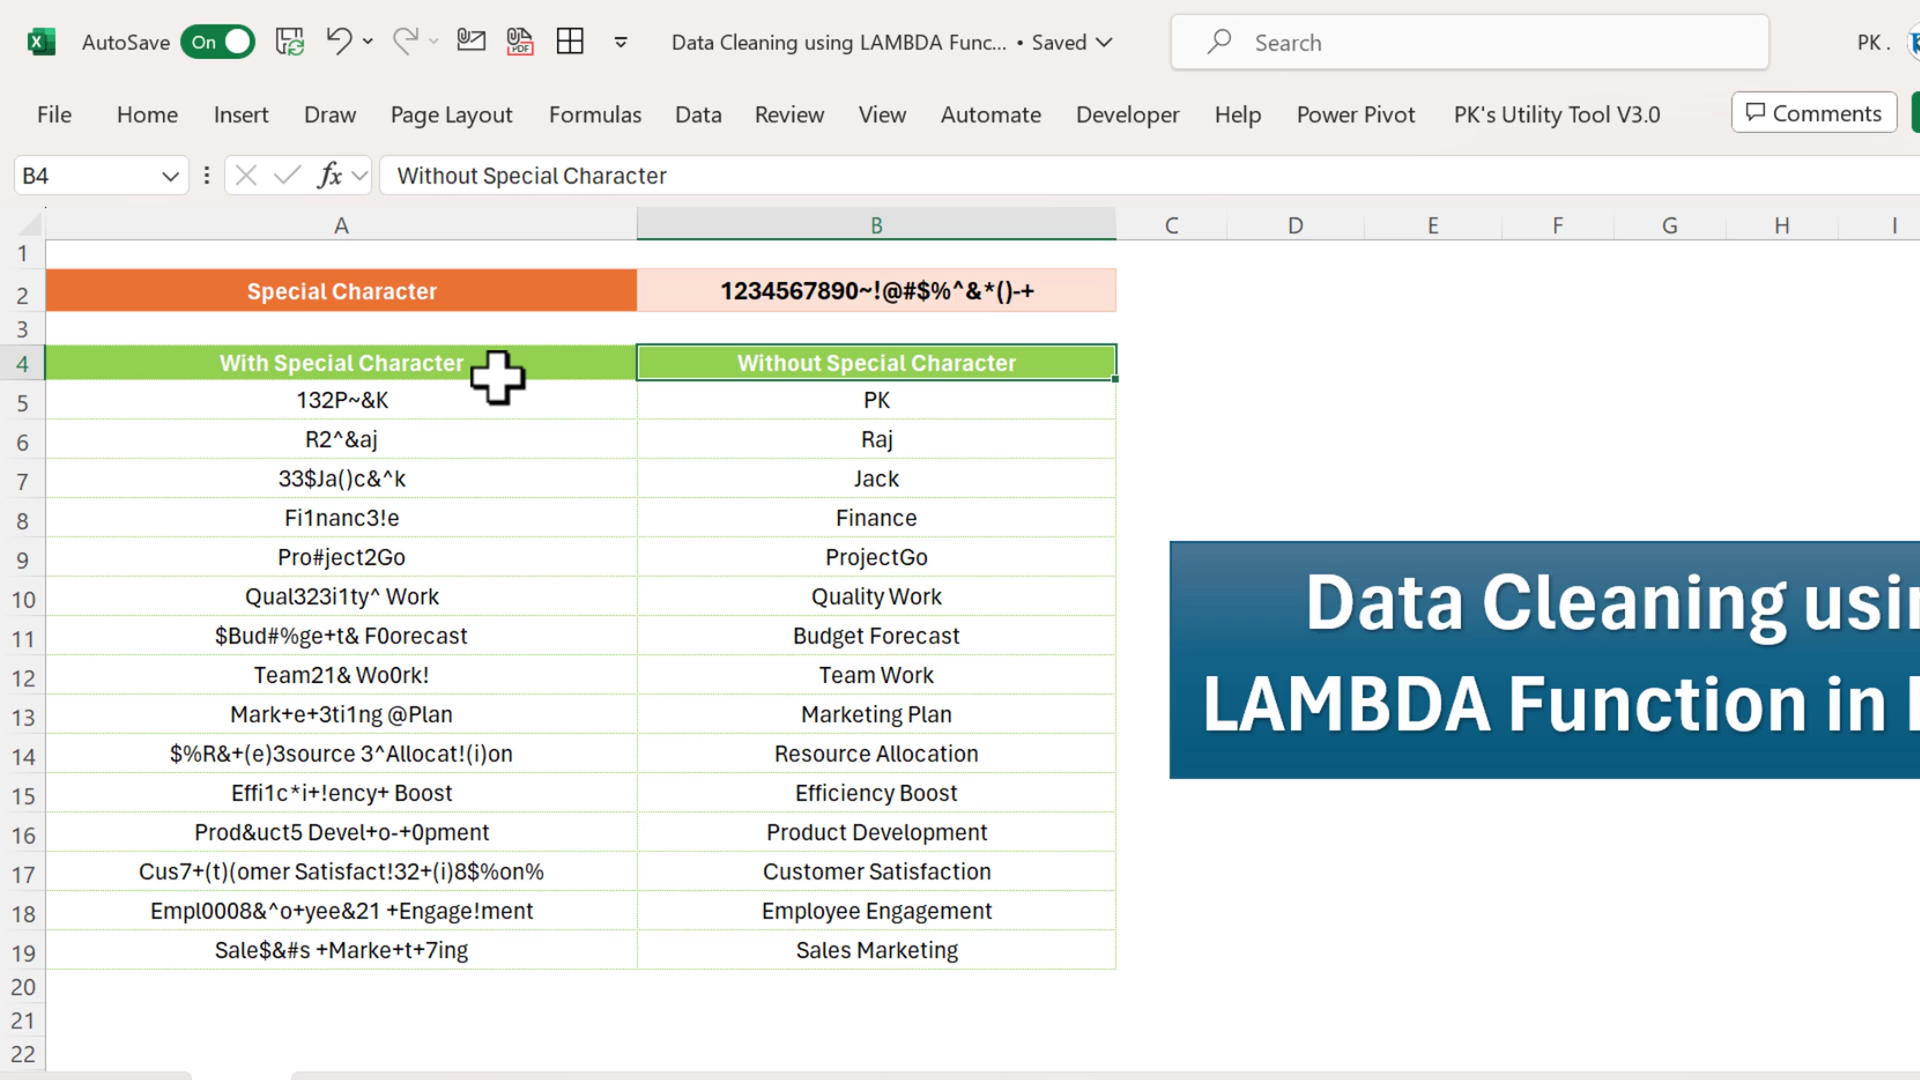 AutoSave On Data Cleaning using LAMBDA Func... • Saved Search PK .
File Home Insert Draw Page Layout Formulas Data Review View Automate Developer Help Power Pivot PK's Utility Tool V3.0 Comments
B4 fx Without Special Character
A B C D E F G H I
1
2 Special Character 1234567890~!@#$%^&*()-+
3
4 With Special Character Without Special Character
5 132P~&K PK
6 R2^&aj Raj
7 33$Ja()c&^k Jack
8 Fi1nanc3!e Finance
9 Pro#ject2Go ProjectGo
10 Qual323i1ty^ Work Quality Work
11 $Bud#%ge+t& F0orecast Budget Forecast
12 Team21& Wo0rk! Team Work
13 Mark+e+3ti1ng @Plan Marketing Plan
14 $%R&+(e)3source 3^Allocat!(i)on Resource Allocation
15 Effi1c*i+!ency+ Boost Efficiency Boost
16 Prod&uct5 Devel+o-+0pment Product Development
17 Cus7+(t)(omer Satisfact!32+(i)8$%on% Customer Satisfaction
18 Empl0008&^o+yee&21 +Engage!ment Employee Engagement
19 Sale$&#s +Marke+t+7ing Sales Marketing
20
21
22
Data Cleaning usin
LAMBDA Function in